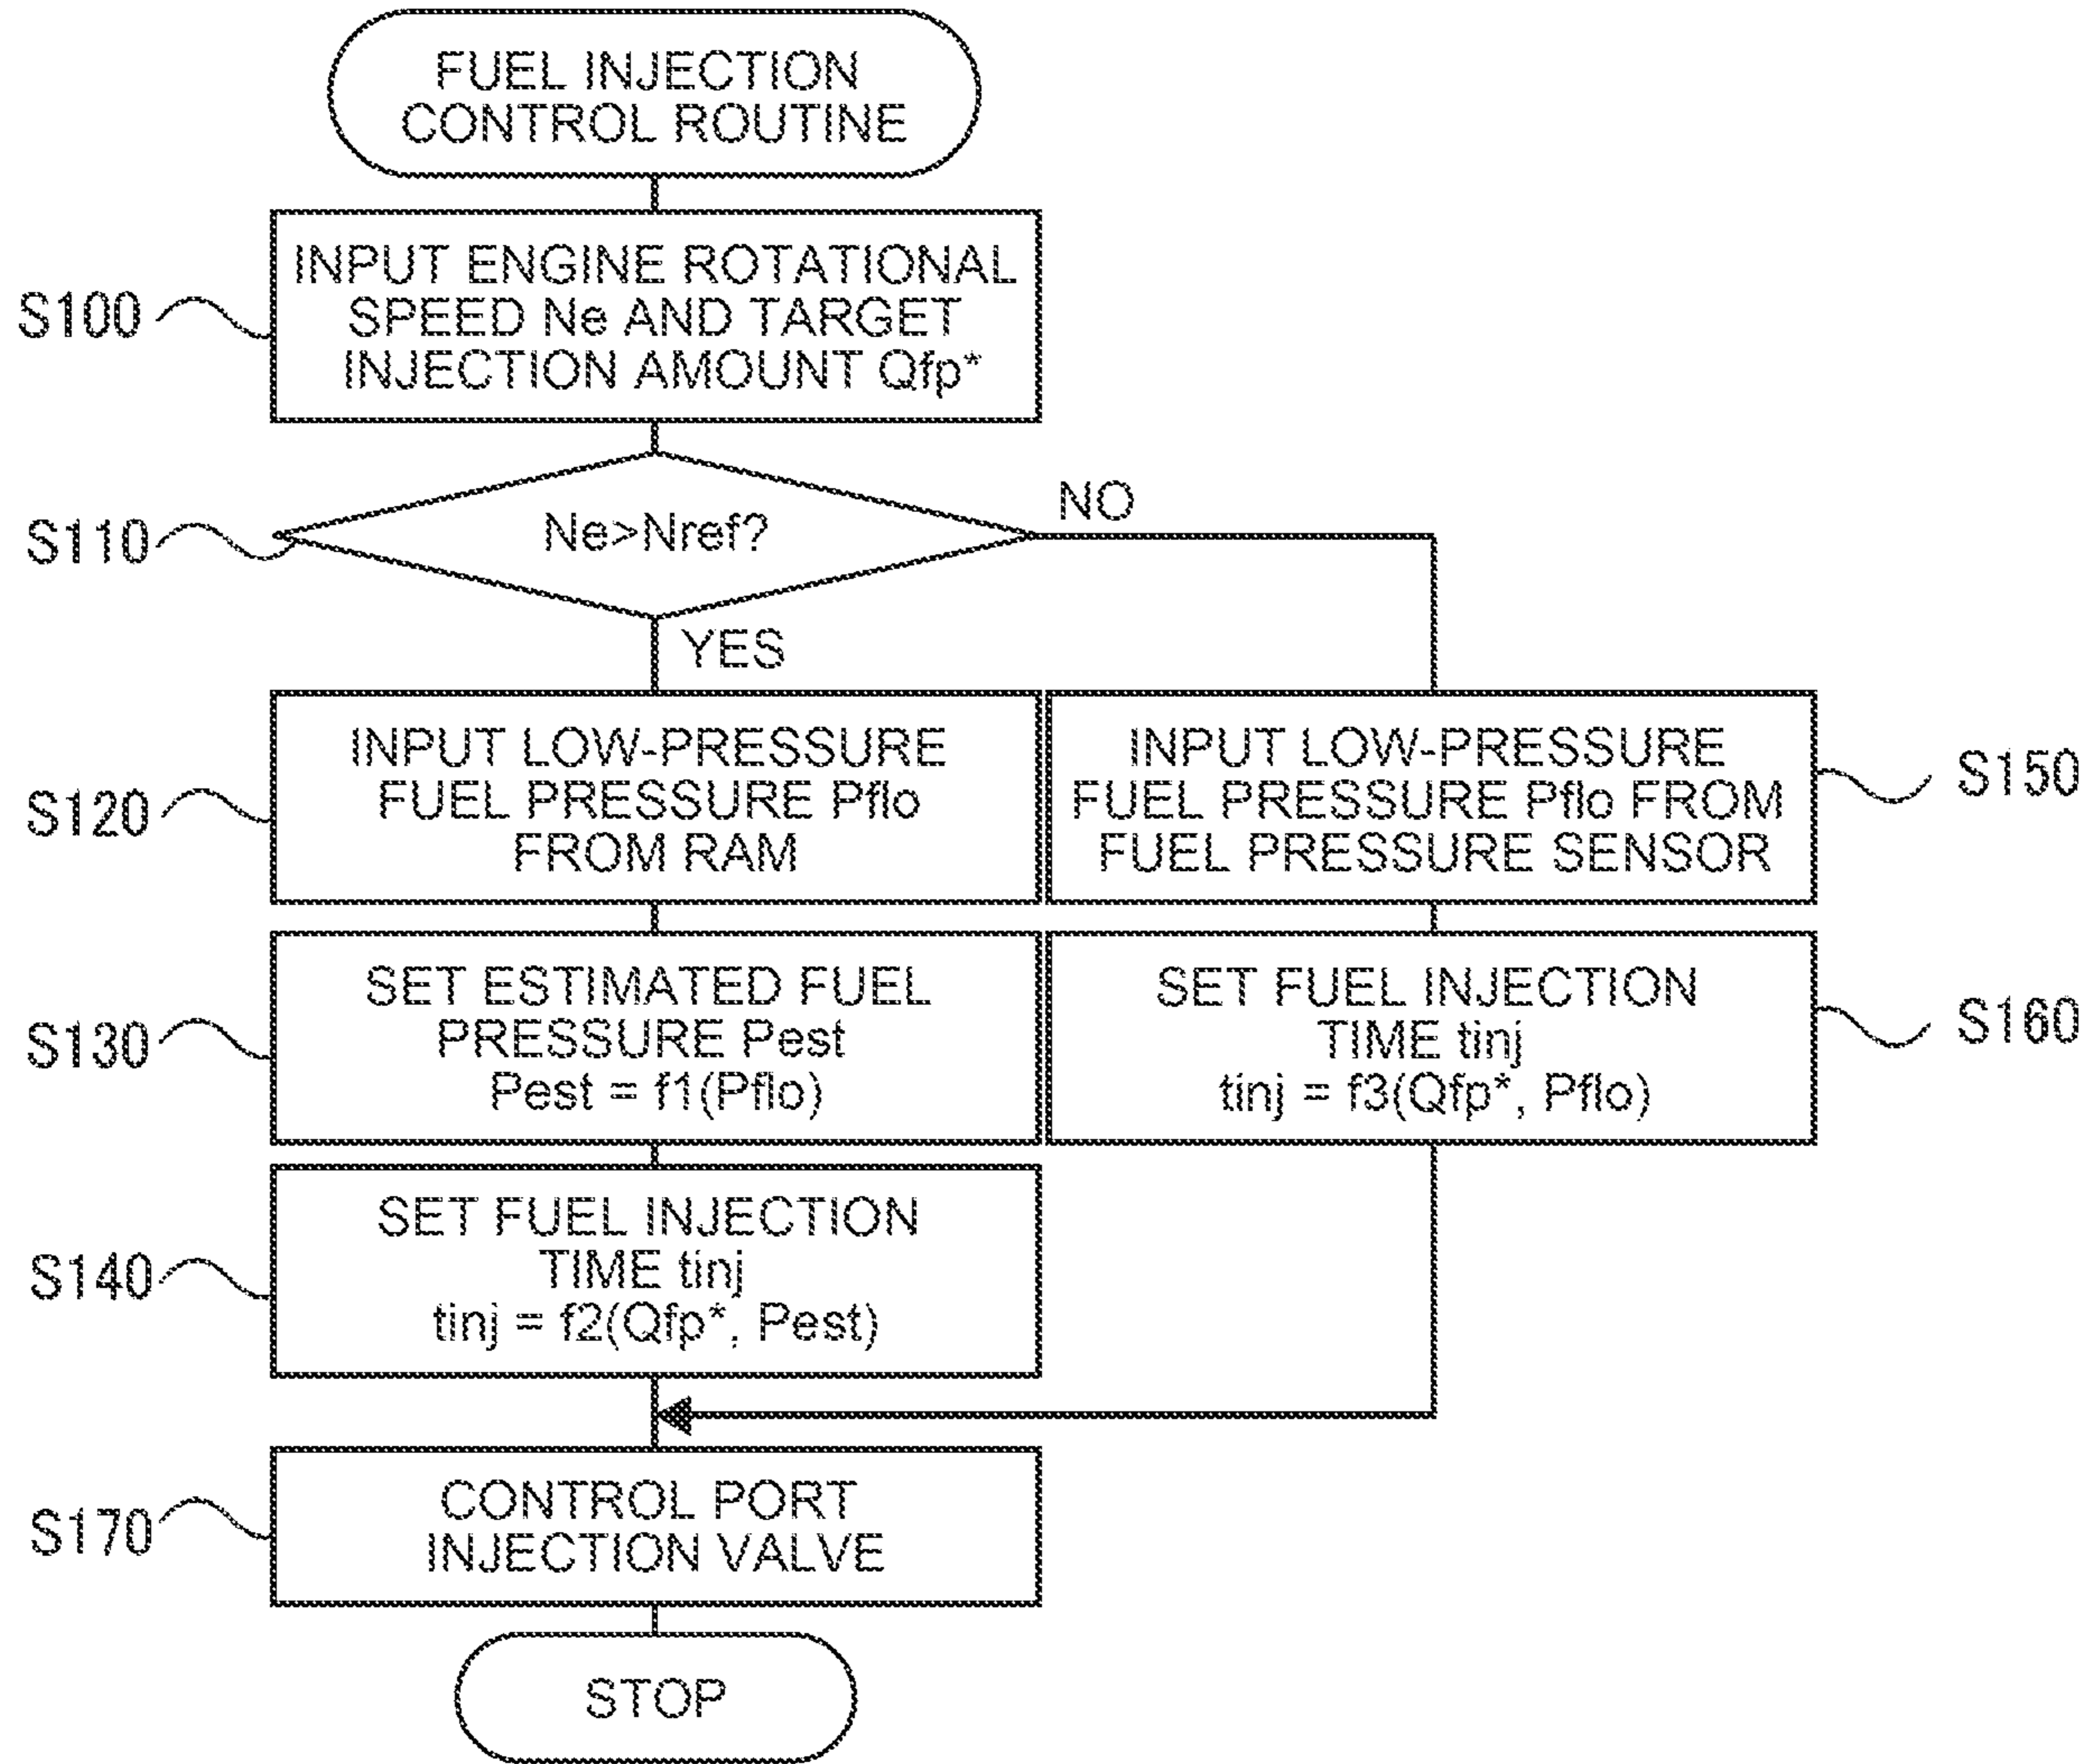 FUEL INJECTION
CONTROL ROUTINE
S100
INPUT ENGINE ROTATIONAL
SPEED Ne AND TARGET
INJECTION AMOUNT Qfp*
S110
Ne>Nref?
NO
YES
S120
INPUT LOW-PRESSURE
FUEL PRESSURE Pflo
FROM RAM
INPUT LOW-PRESSURE
FUEL PRESSURE Pflo FROM
FUEL PRESSURE SENSOR
S150
S130
SET ESTIMATED FUEL
PRESSURE Pest
Pest = f1(Pflo)
SET FUEL INJECTION
TIME tinj
tinj = f3(Qfp*, Pflo)
S160
S140
SET FUEL INJECTION
TIME tinj
tinj = f2(Qfp*, Pest)
S170
CONTROL PORT
INJECTION VALVE
STOP